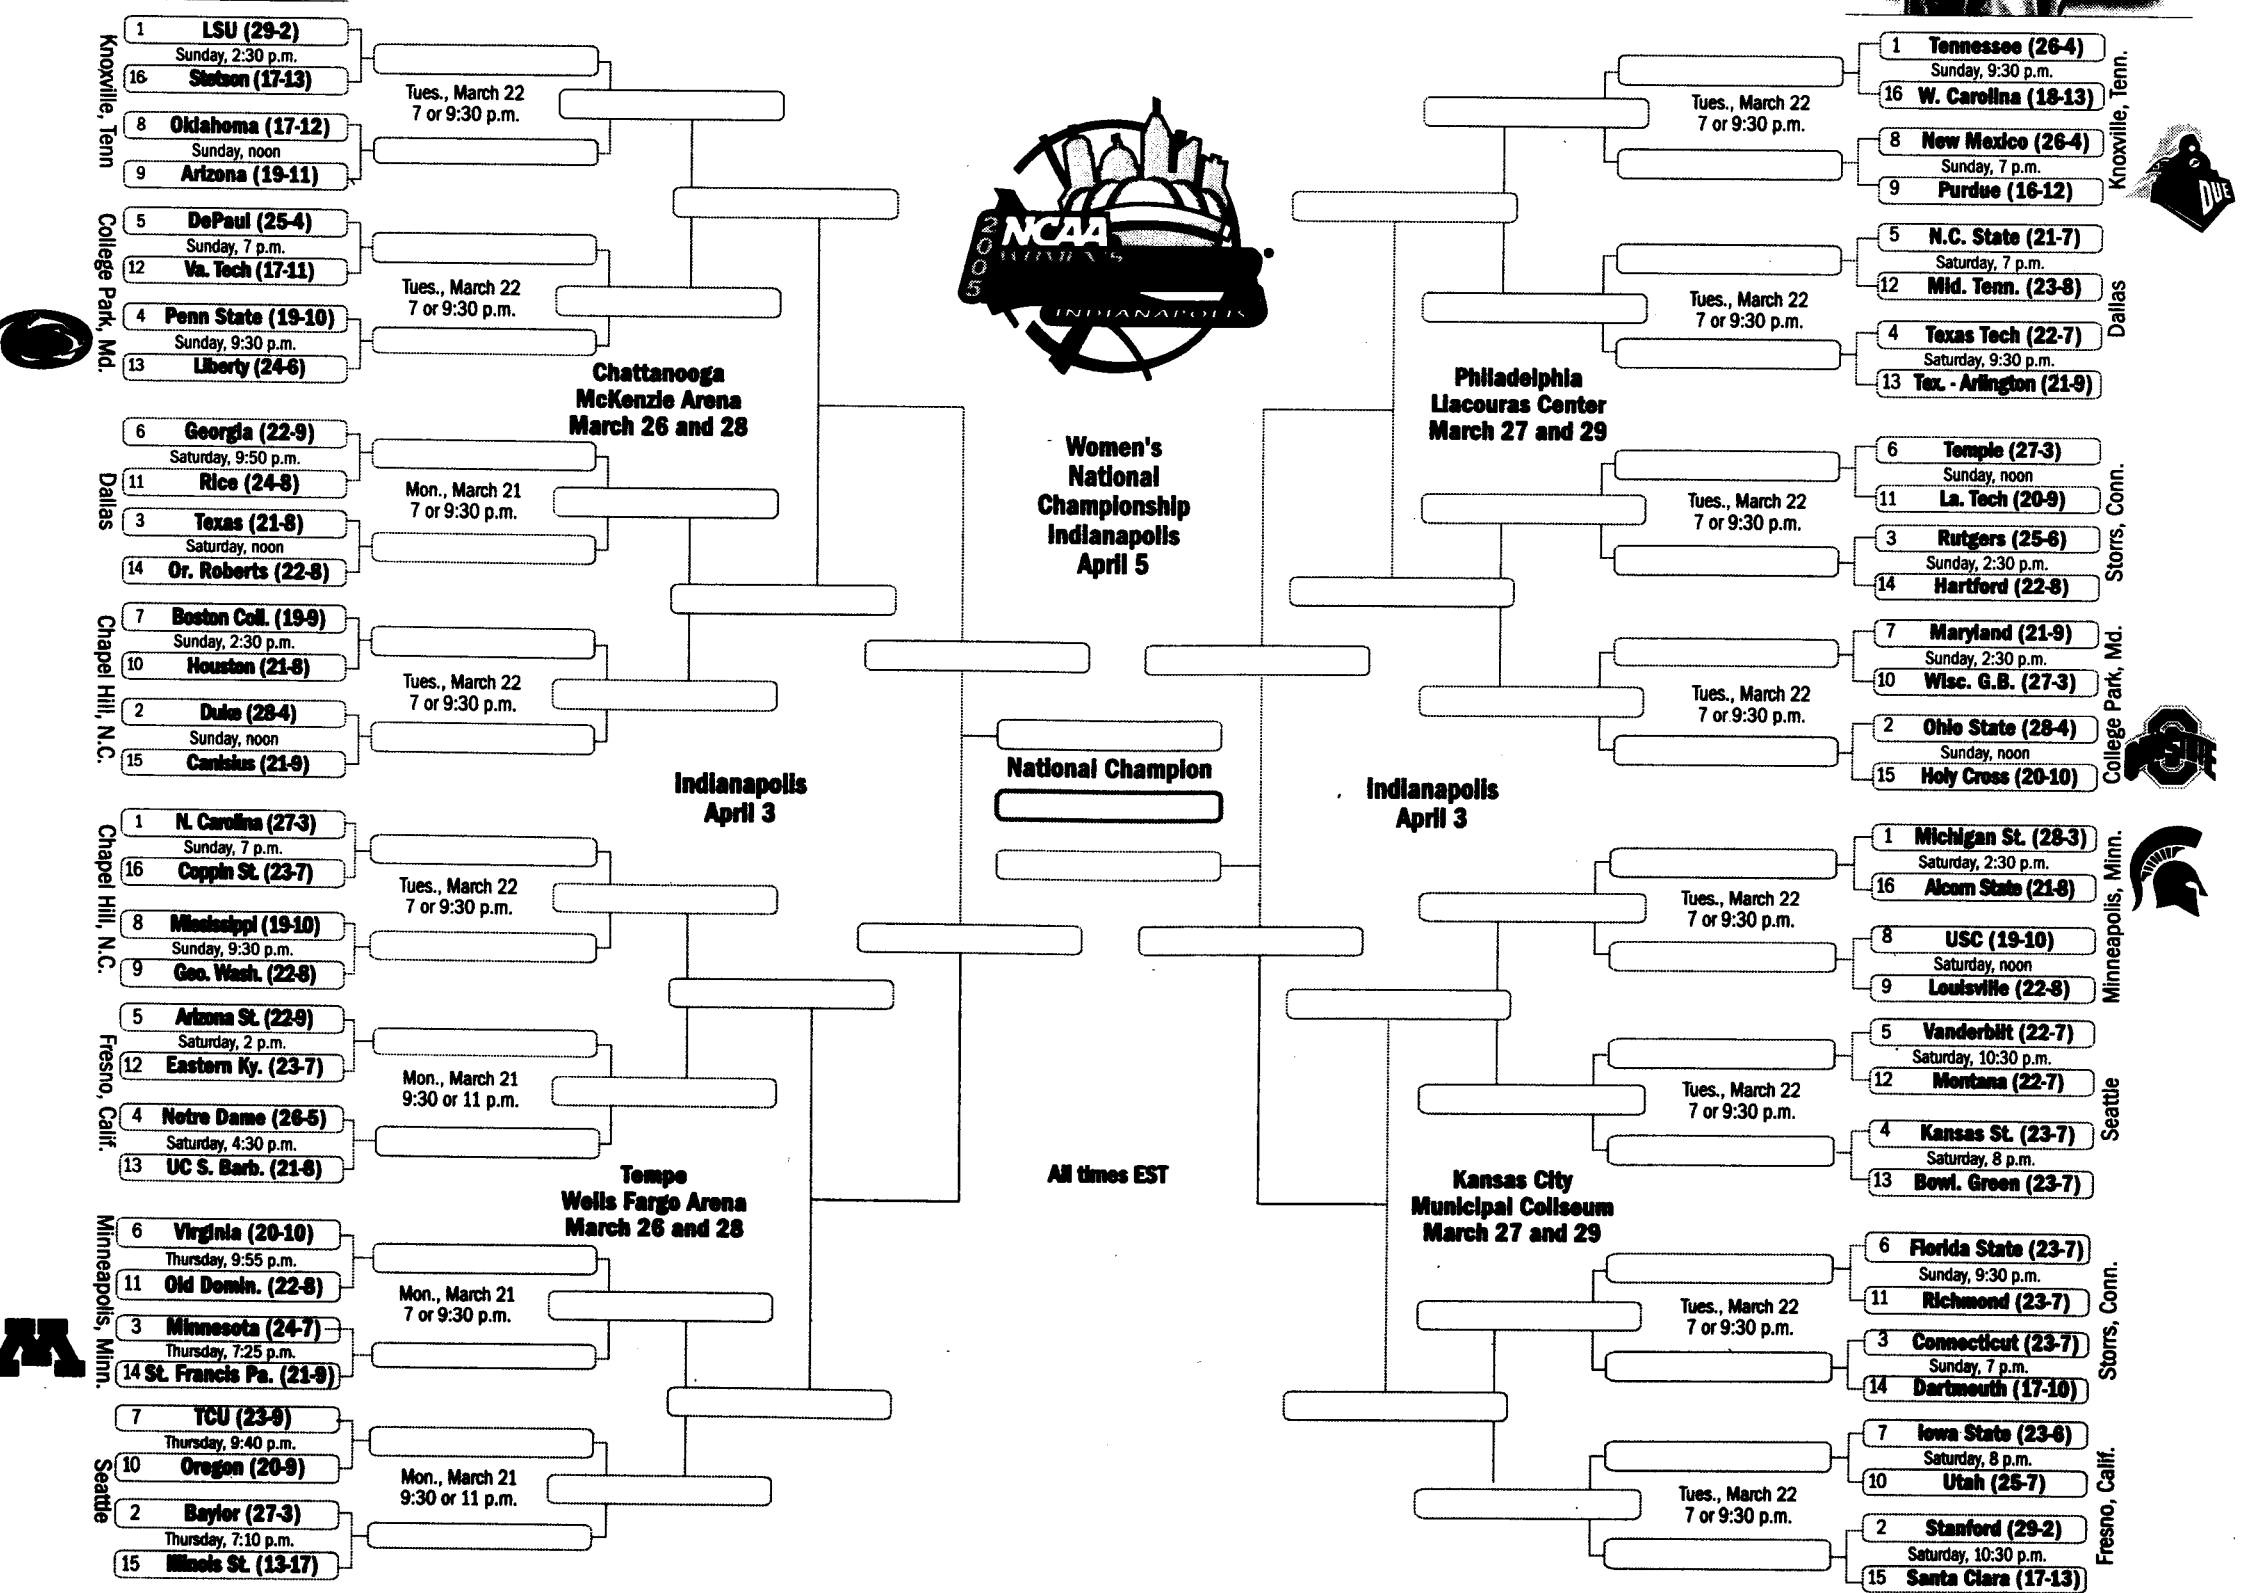 Knoxville, Tenn
1 LSU (29-2)
Sunday, 2:30 p.m.
16 Stetson (17-13)
8 Oklahoma (17-12)
Sunday, noon
9 Arizona (19-11)
Tues., March 22
7 or 9:30 p.m.
College Park, Md.
5 DePaul (25-4)
Sunday, 7 p.m.
12 Va. Tech (17-11)
4 Penn State (19-10)
Sunday, 9:30 p.m.
13 Liberty (24-6)
Tues., March 22
7 or 9:30 p.m.
Chattanooga
McKenzie Arena
March 26 and 28
Dallas
6 Georgia (22-9)
Saturday, 9:50 p.m.
11 Rice (24-8)
3 Texas (21-8)
Saturday, noon
14 Or. Roberts (22-8)
Mon., March 21
7 or 9:30 p.m.
Chapel Hill, N.C.
7 Boston Coll. (19-9)
Sunday, 2:30 p.m.
10 Houston (21-8)
2 Duke (28-4)
Sunday, noon
15 Canisius (21-9)
Tues., March 22
7 or 9:30 p.m.
Indianapolis
April 3
Chapel Hill, N.C.
1 N. Carolina (27-3)
Sunday, 7 p.m.
16 Coppin St. (23-7)
8 Mississippi (19-10)
Sunday, 9:30 p.m.
9 Geo. Wash. (22-8)
Tues., March 22
7 or 9:30 p.m.
Fresno, Calif.
5 Arizona St. (22-9)
Saturday, 2 p.m.
12 Eastern Ky. (23-7)
4 Notre Dame (26-5)
Saturday, 4:30 p.m.
13 UC S. Barb. (21-8)
Mon., March 21
9:30 or 11 p.m.
Tempe
Wells Fargo Arena
March 26 and 28
Minneapolis, Minn.
6 Virginia (20-10)
Thursday, 9:55 p.m.
11 Old Domin. (22-8)
3 Minnesota (24-7)
Thursday, 7:25 p.m.
14 St. Francis Pa. (21-9)
Mon., March 21
7 or 9:30 p.m.
M
Seattle
7 TCU (23-9)
Thursday, 9:40 p.m.
10 Oregon (20-9)
2 Baylor (27-3)
Thursday, 7:10 p.m.
15 Illinois St. (13-17)
Mon., March 21
9:30 or 11 p.m.
2005
NCAA
WOMEN'S
INDIANAPOLIS
Women's
National
Championship
Indianapolis
April 5
National Champion
All times EST
Knoxville, Tenn.
1 Tennessee (26-4)
Sunday, 9:30 p.m.
16 W. Carolina (18-13)
8 New Mexico (26-4)
Sunday, 7 p.m.
9 Purdue (16-12)
Tues., March 22
7 or 9:30 p.m.
DUE
Dallas
5 N.C. State (21-7)
Saturday, 7 p.m.
12 Mid. Tenn. (23-8)
4 Texas Tech (22-7)
Saturday, 9:30 p.m.
13 Tex. - Arlington (21-9)
Tues., March 22
7 or 9:30 p.m.
Philadelphia
Liacouras Center
March 27 and 29
Storrs, Conn.
6 Temple (27-3)
Sunday, noon
11 La. Tech (20-9)
3 Rutgers (25-6)
Sunday, 2:30 p.m.
14 Hartford (22-8)
Tues., March 22
7 or 9:30 p.m.
College Park, Md.
7 Maryland (21-9)
Sunday, 2:30 p.m.
10 Wisc. G.B. (27-3)
2 Ohio State (28-4)
Sunday, noon
15 Holy Cross (20-10)
Tues., March 22
7 or 9:30 p.m.
Indianapolis
April 3
Minneapolis, Minn.
1 Michigan St. (28-3)
Saturday, 2:30 p.m.
16 Alcorn State (21-8)
8 USC (19-10)
Saturday, noon
9 Louisville (22-8)
Tues., March 22
7 or 9:30 p.m.
Seattle
5 Vanderbilt (22-7)
Saturday, 10:30 p.m.
12 Montana (22-7)
4 Kansas St. (23-7)
Saturday, 8 p.m.
13 Bowl. Green (23-7)
Tues., March 22
7 or 9:30 p.m.
Kansas City
Municipal Coliseum
March 27 and 29
Storrs, Conn.
6 Florida State (23-7)
Sunday, 9:30 p.m.
11 Richmond (23-7)
3 Connecticut (23-7)
Sunday, 7 p.m.
14 Dartmouth (17-10)
Tues., March 22
7 or 9:30 p.m.
Fresno, Calif.
7 Iowa State (23-6)
Saturday, 8 p.m.
10 Utah (25-7)
2 Stanford (29-2)
Saturday, 10:30 p.m.
15 Santa Clara (17-13)
Tues., March 22
7 or 9:30 p.m.